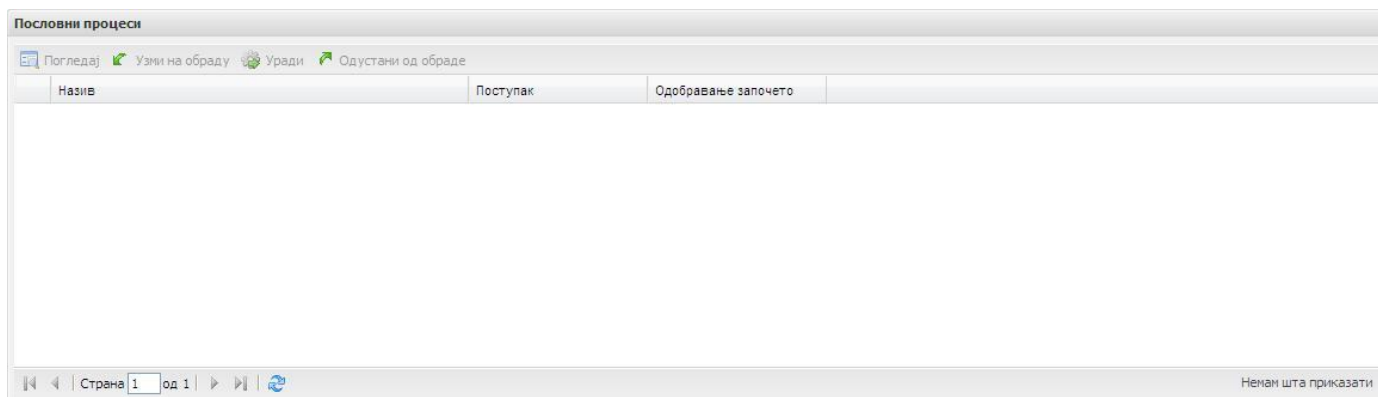 Пословни процеси
Погледај Узми на обраду Уради Одустани од обраде
Назив Поступак Одобравање започето
Страна 1 од 1 Немам шта приказати